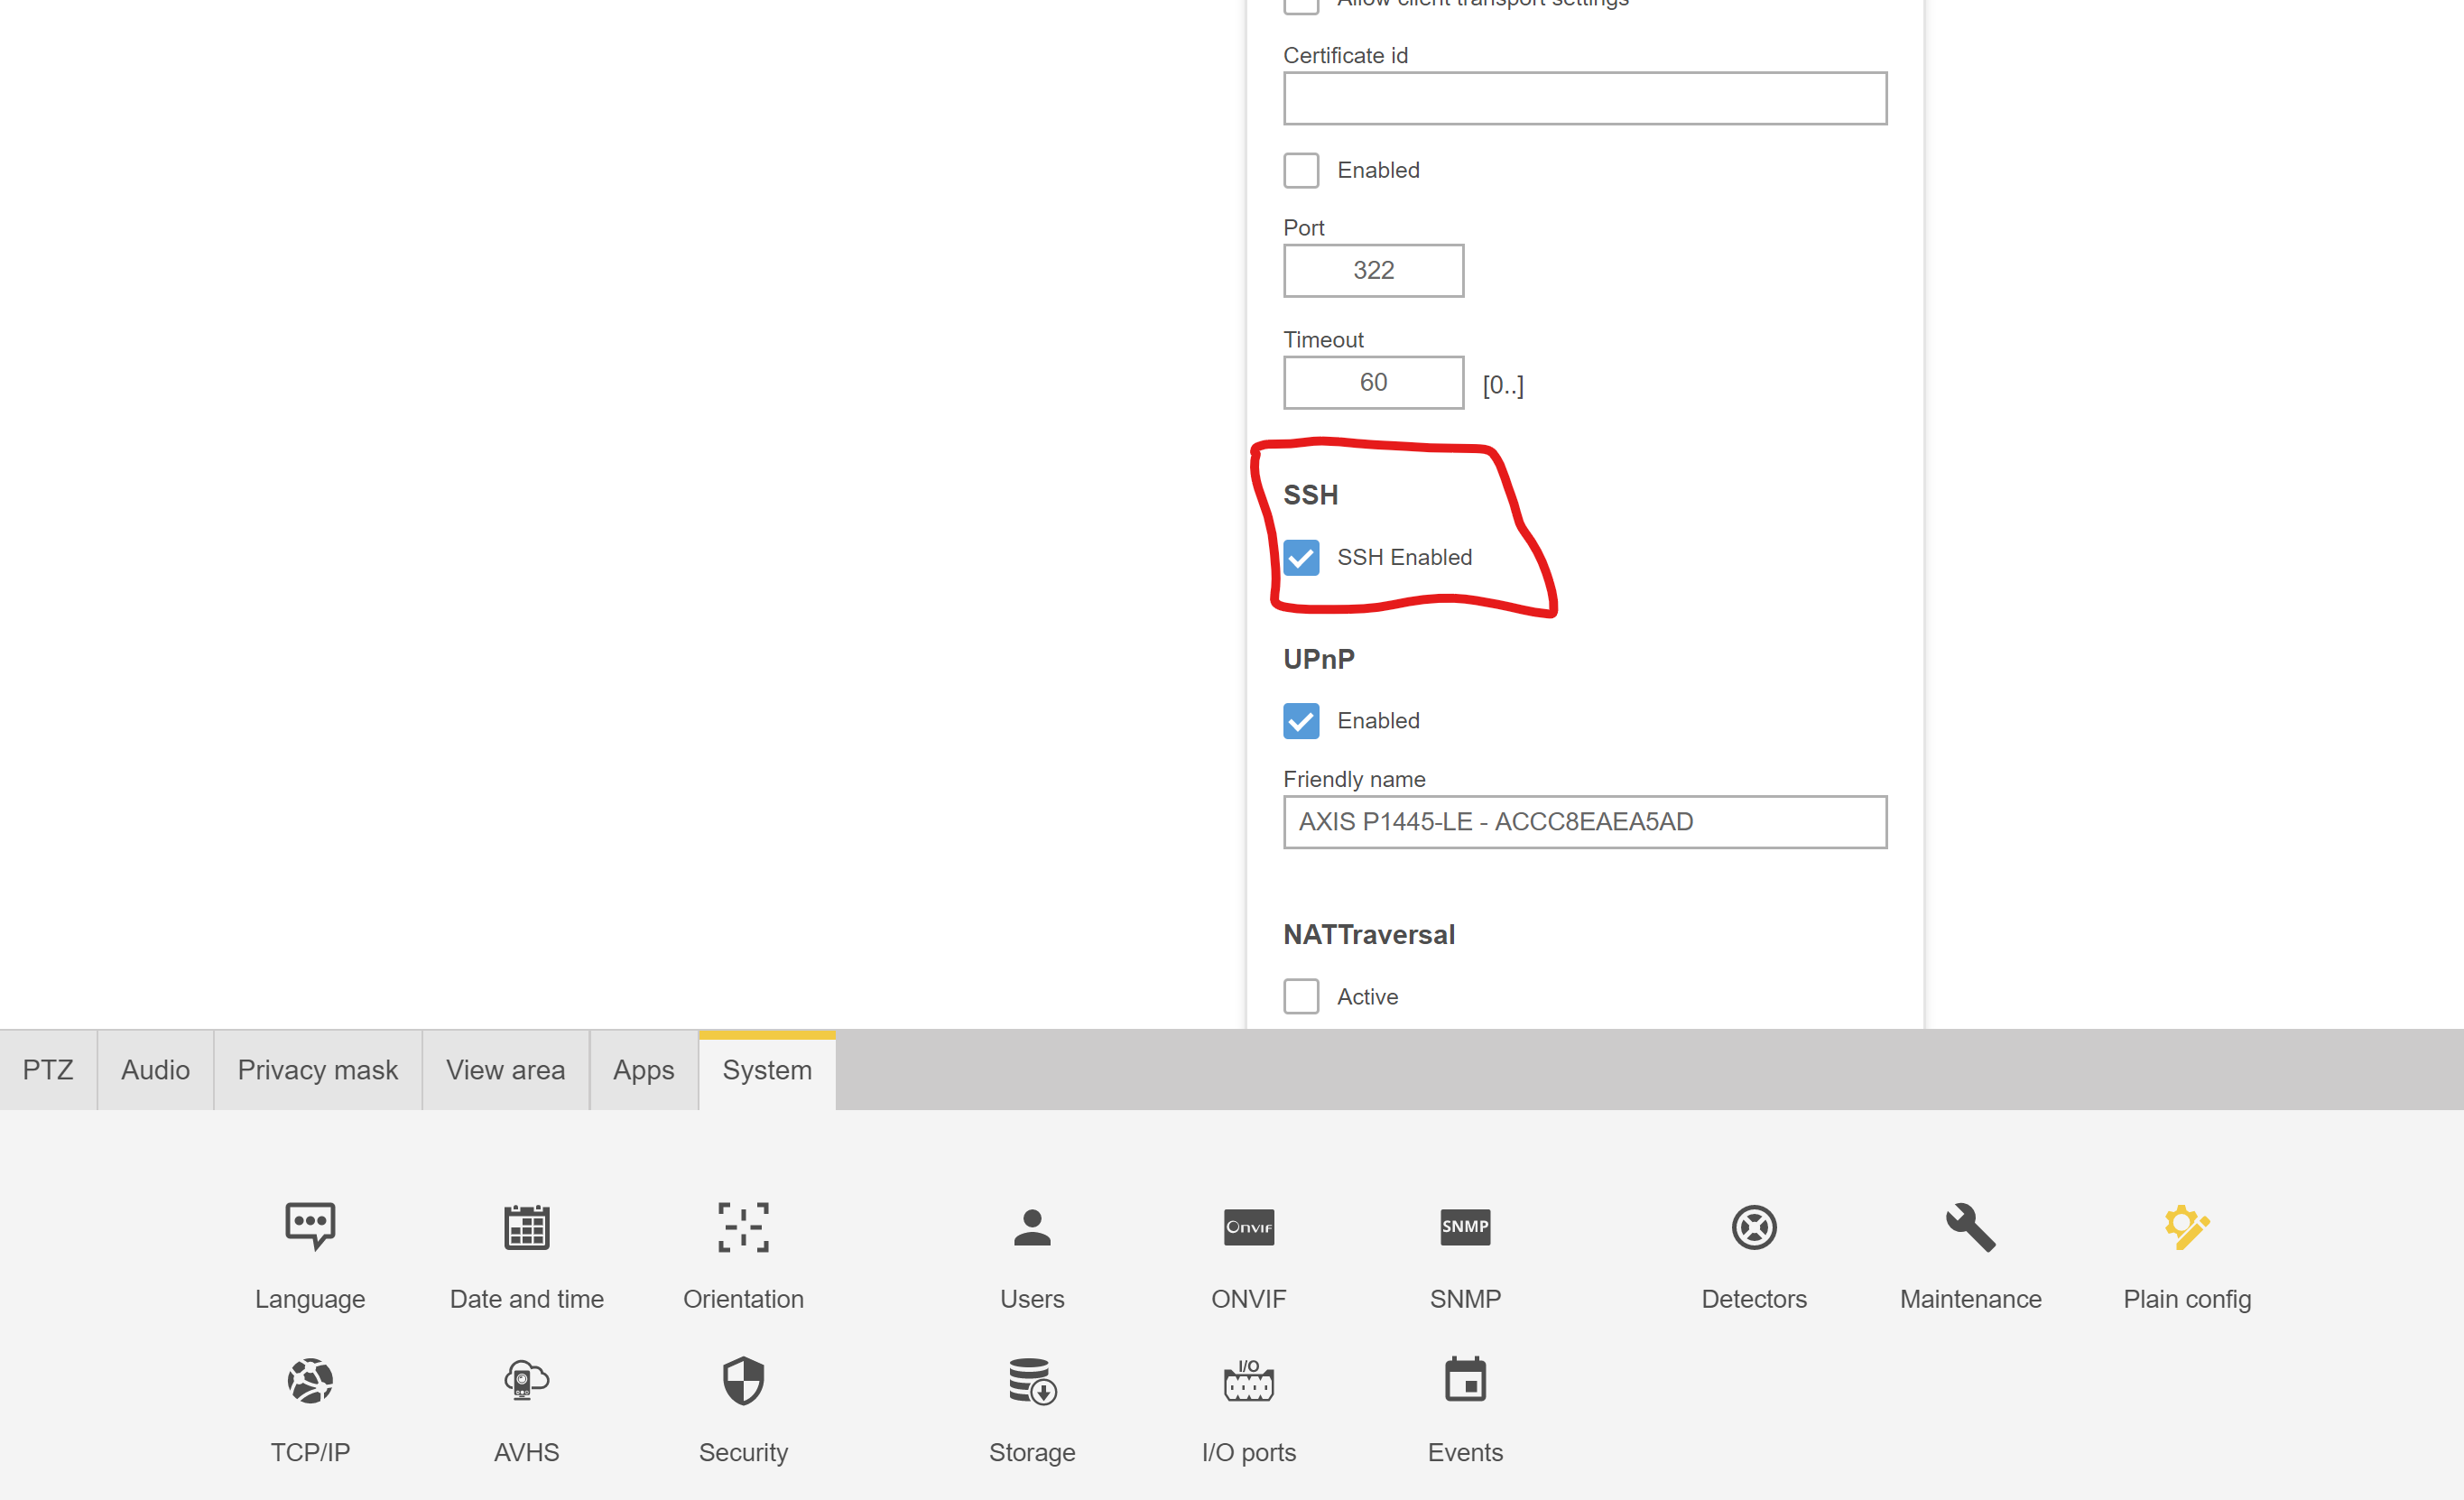 Allow client transport settings
Certificate id
Enabled
Port
322
Timeout
60 [0..]
SSH
SSH Enabled
UPnP
Enabled
Friendly name
AXIS P1445-LE - ACCC8EAEA5AD
NATTraversal
Active
PTZ Audio Privacy mask View area Apps System
ONVIF SNMP
Language Date and time Orientation Users ONVIF SNMP Detectors Maintenance Plain config
I/O
TCP/IP AVHS Security Storage I/O ports Events